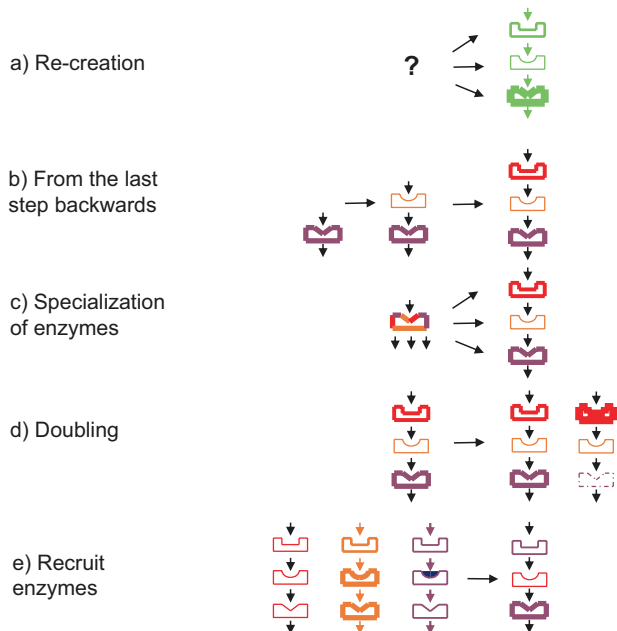 a) Re-creation
?
b) From the last
step backwards
c) Specialization
of enzymes
d) Doubling
e) Recruit
enzymes